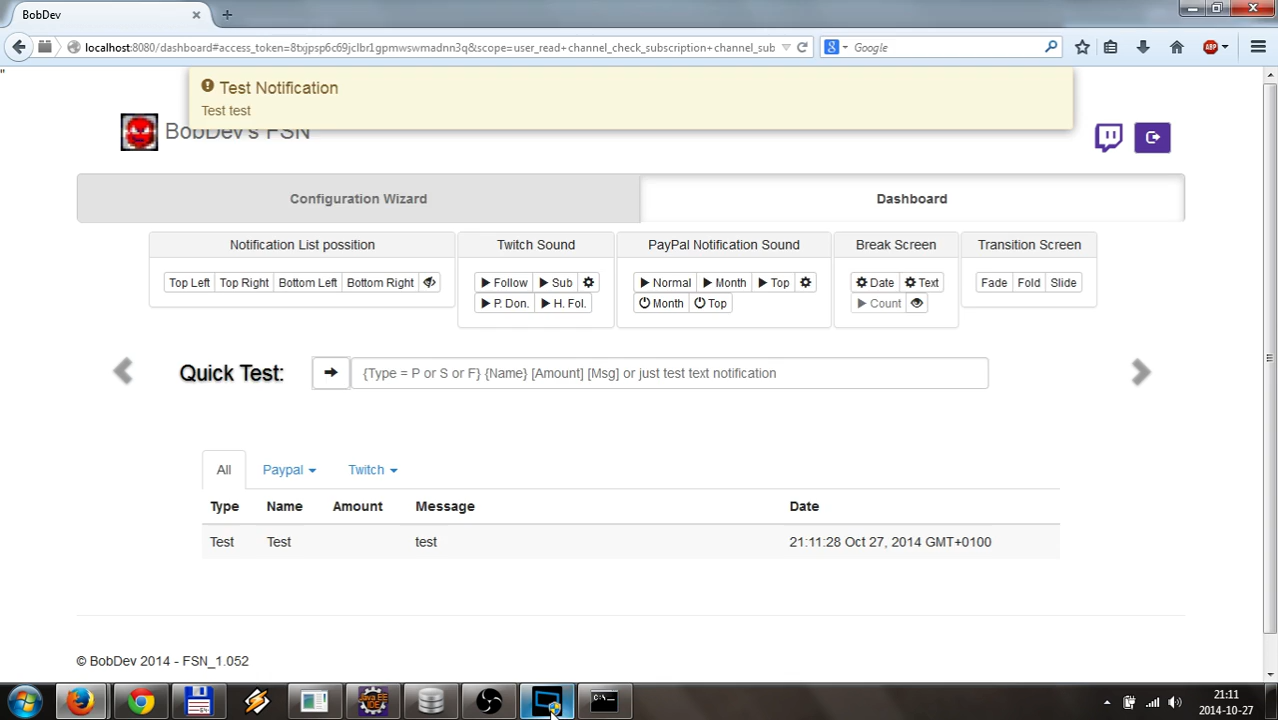 BobDev
localhost:8080/dashboard#access_token=8txjpsp6c69jclbr1gpmwswmadnn3q&scope=user_read+channel_check_subscription+channel_sub
Google
ABP
"
Test Notification
Test test
BobDev's FSN
Configuration Wizard
Dashboard
Notification List possition
Twitch Sound
PayPal Notification Sound
Break Screen
Transition Screen
Top Left
Top Right
Bottom Left
Bottom Right
Follow
Sub
Normal
Month
Top
Date
Text
Fade
Fold
Slide
P. Don.
H. Fol.
Month
Top
Count
Quick Test:
{Type = P or S or F} {Name} [Amount] [Msg] or just test text notification
All
Paypal
Twitch
Type Name Amount Message Date
Test Test test 21:11:28 Oct 27, 2014 GMT+0100
© BobDev 2014 - FSN_1.052
Java EE
IDE
C:\
21:11
2014-10-27